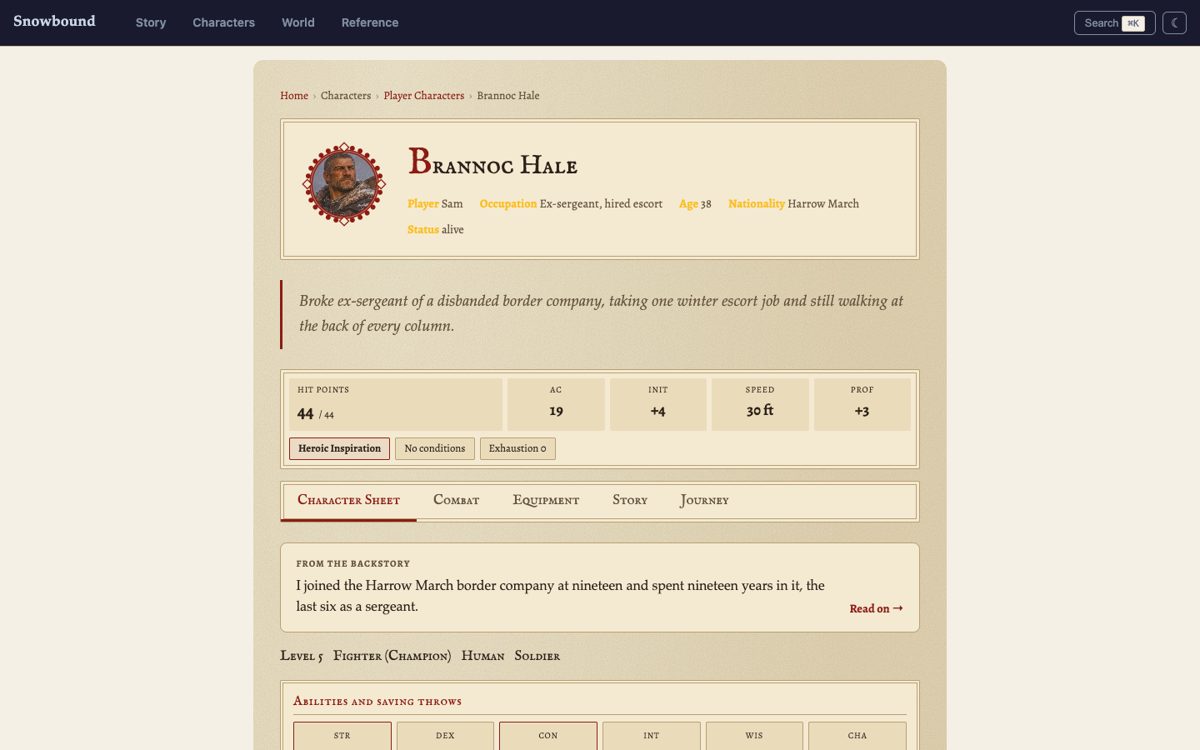 Snowbound Story Characters World Reference Search ⌘K
Home › Characters › Player Characters › Brannoc Hale
Brannoc Hale
Player Sam Occupation Ex-sergeant, hired escort Age 38 Nationality Harrow March
Status alive
Broke ex-sergeant of a disbanded border company, taking one winter escort job and still walking at
the back of every column.
HIT POINTS AC INIT SPEED PROF
44 / 44 19 +4 30 ft +3
Heroic Inspiration No conditions Exhaustion 0
Character Sheet Combat Equipment Story Journey
FROM THE BACKSTORY
I joined the Harrow March border company at nineteen and spent nineteen years in it, the
last six as a sergeant.
Read on →
Level 5 Fighter (Champion) Human Soldier
Abilities and saving throws
STR DEX CON INT WIS CHA